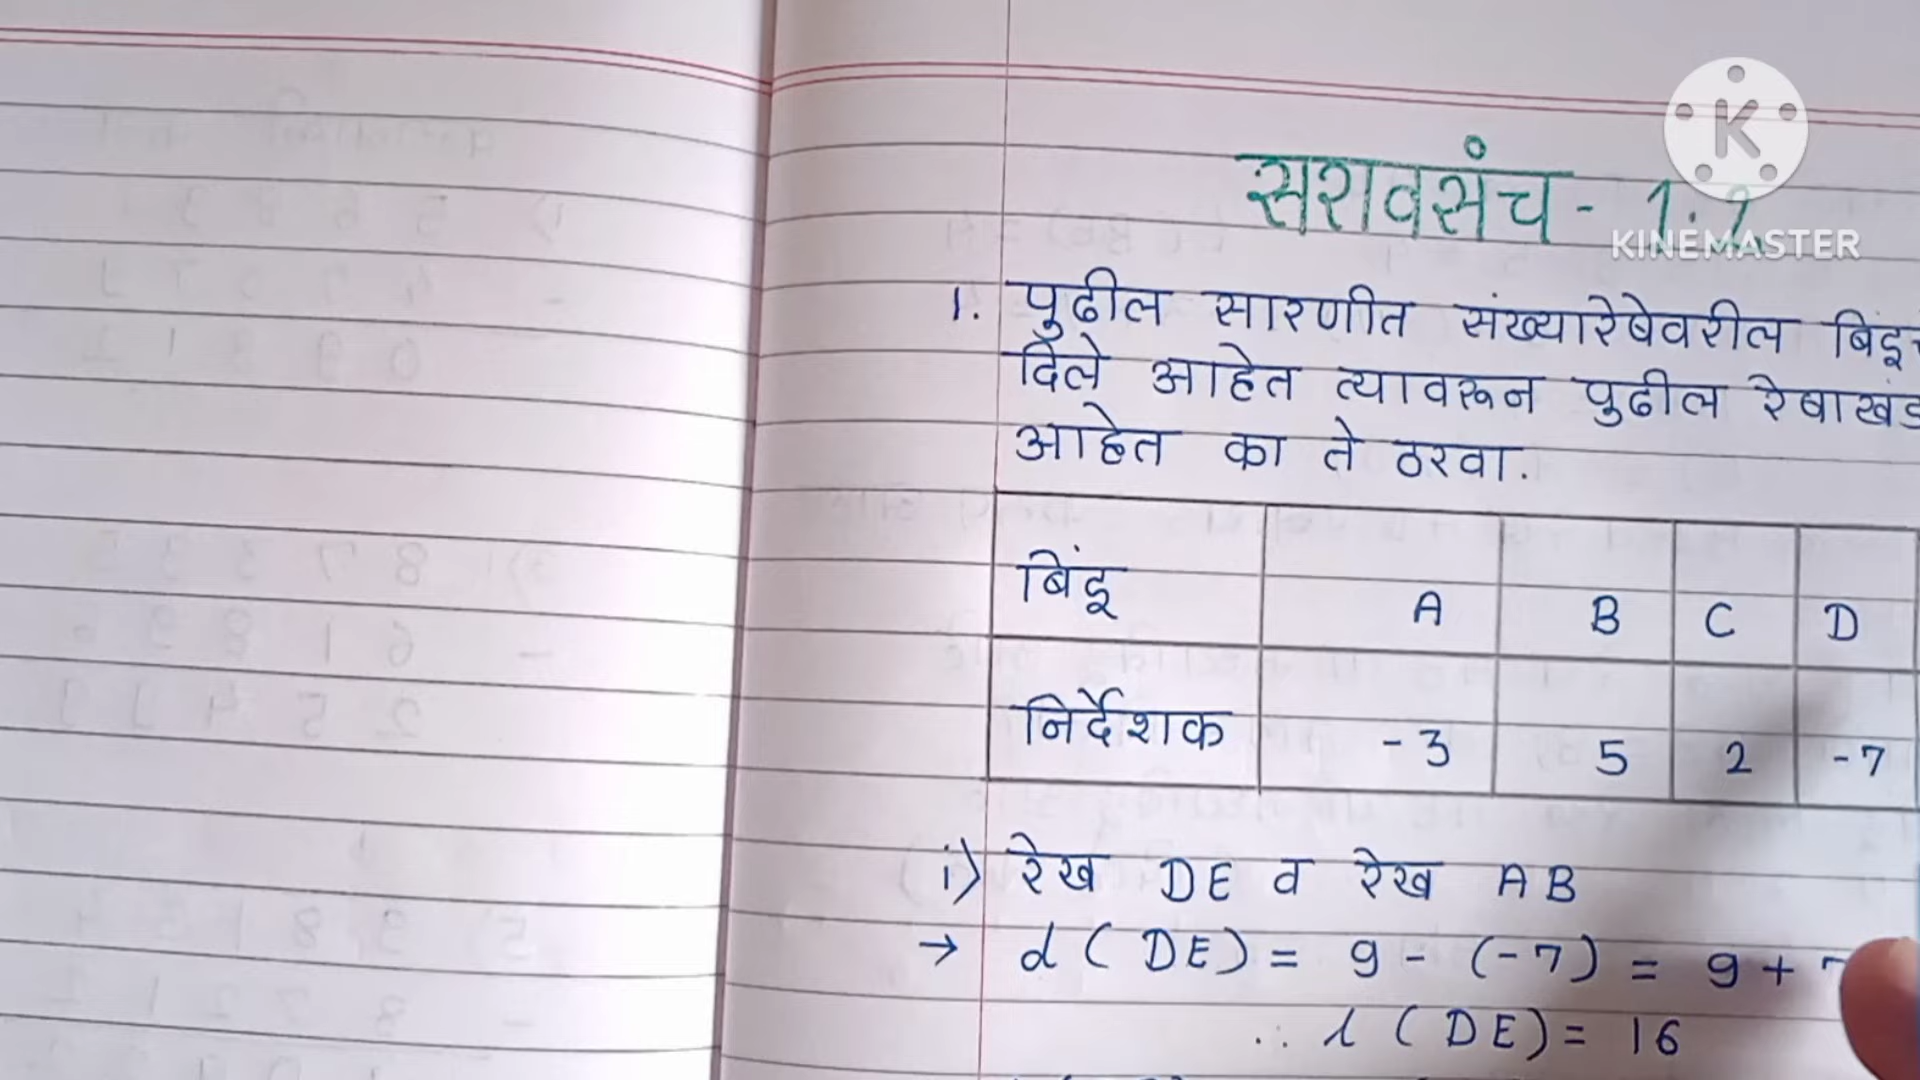 K
KINEMASTER
सरावसंच - 1.2
1. पुढील सारणीत संख्यारेषेवरील
दिले आहेत त्यावरून पुढील
आहेत का ते ठरवा.
बिंदू A B C D
निर्देशक -3 5 2 -7
i) रेख DE व रेख AB
→ d ( DE ) = 9 - ( - 7 ) = 9 +
∴ l ( DE ) = 16